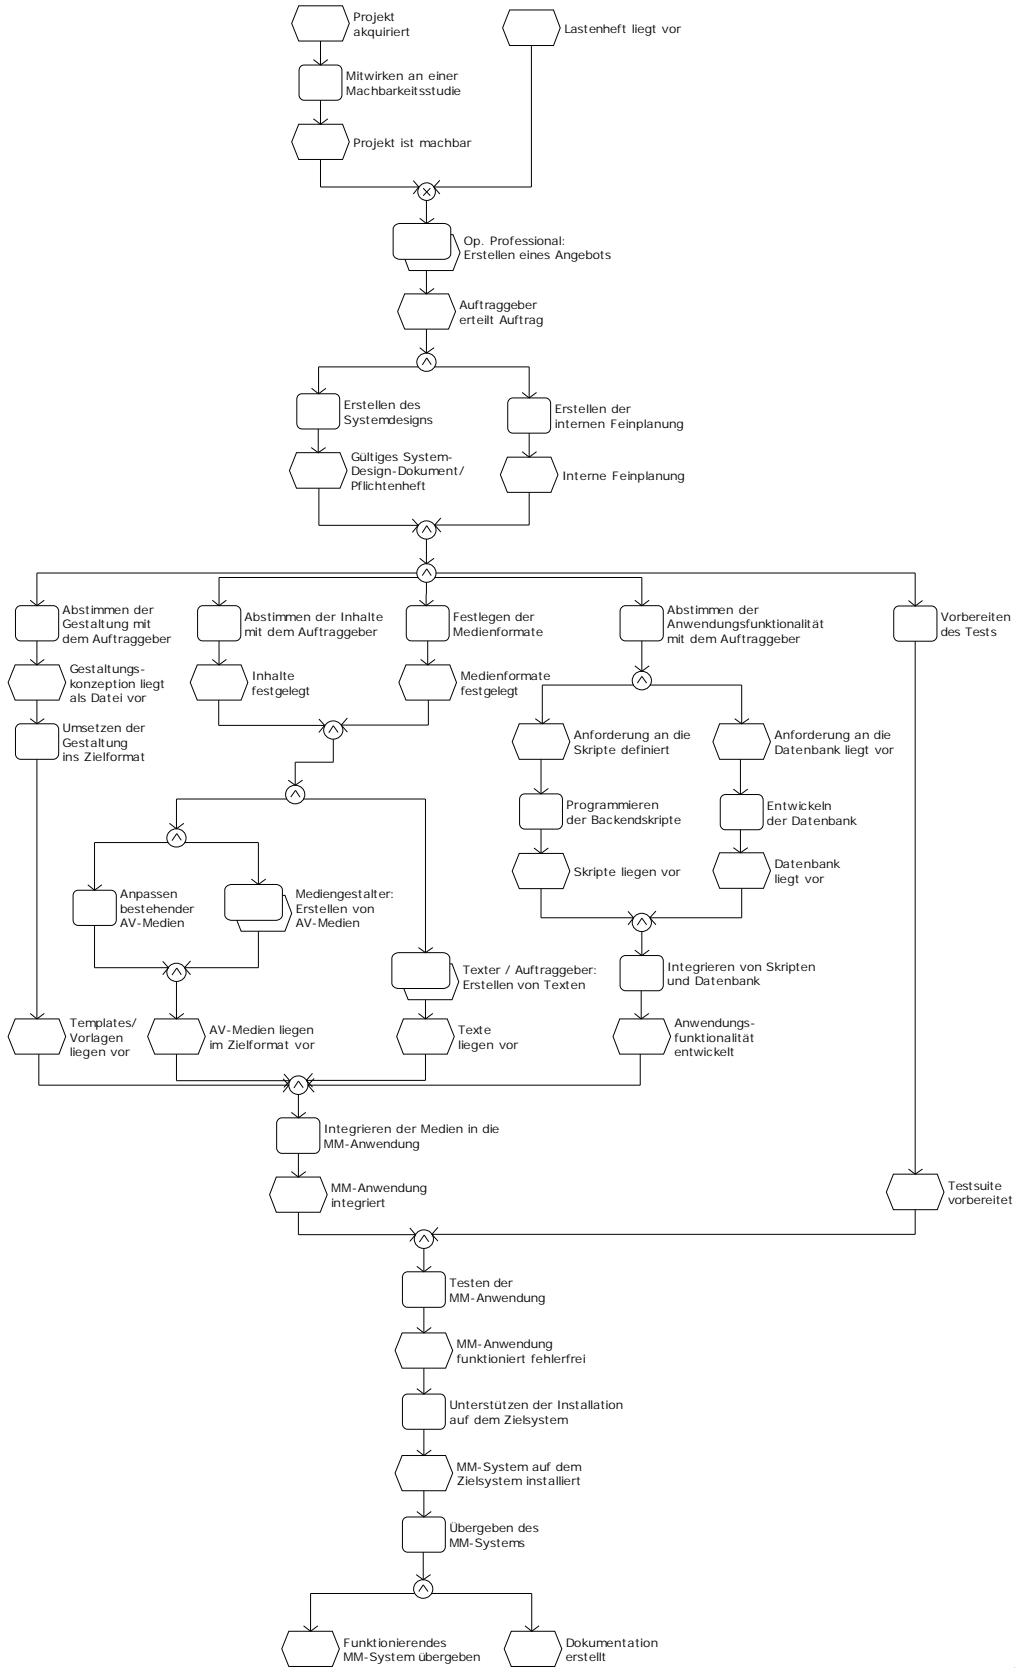 Projekt
akquiriert
Lastenheft liegt vor
Mitwirken an einer
Machbarkeitsstudie
Projekt ist machbar
Op. Professional:
Erstellen eines Angebots
Auftraggeber
erteilt Auftrag
Erstellen des
Systemdesigns
Erstellen der
internen Feinplanung
Gültiges System-
Design-Dokument/
Pflichtenheft
Interne Feinplanung
Abstimmen der
Gestaltung mit
dem Auftraggeber
Abstimmen der Inhalte
mit dem Auftraggeber
Festlegen der
Medienformate
Abstimmen der
Anwendungsfunktionalität
mit dem Auftraggeber
Vorbereiten
des Tests
Gestaltungs-
konzeption liegt
als Datei vor
Inhalte
festgelegt
Medienformate
festgelegt
Umsetzen der
Gestaltung
ins Zielformat
Anforderung an die
Skripte definiert
Anforderung an die
Datenbank liegt vor
Programmieren
der Backendskripte
Entwickeln
der Datenbank
Skripte liegen vor
Datenbank
liegt vor
Anpassen
bestehender
AV-Medien
Mediengestalter:
Erstellen von
AV-Medien
Texter / Auftraggeber:
Erstellen von Texten
Integrieren von Skripten
und Datenbank
Templates/
Vorlagen
liegen vor
AV-Medien liegen
im Zielformat vor
Texte
liegen vor
Anwendungs-
funktionalität
entwickelt
Integrieren der Medien in die
MM-Anwendung
MM-Anwendung
integriert
Testsuite
vorbereitet
Testen der
MM-Anwendung
MM-Anwendung
funktioniert fehlerfrei
Unterstützen der Installation
auf dem Zielsystem
MM-System auf dem
Zielsystem installiert
Übergeben des
MM-Systems
Funktionierendes
MM-System übergeben
Dokumentation
erstellt